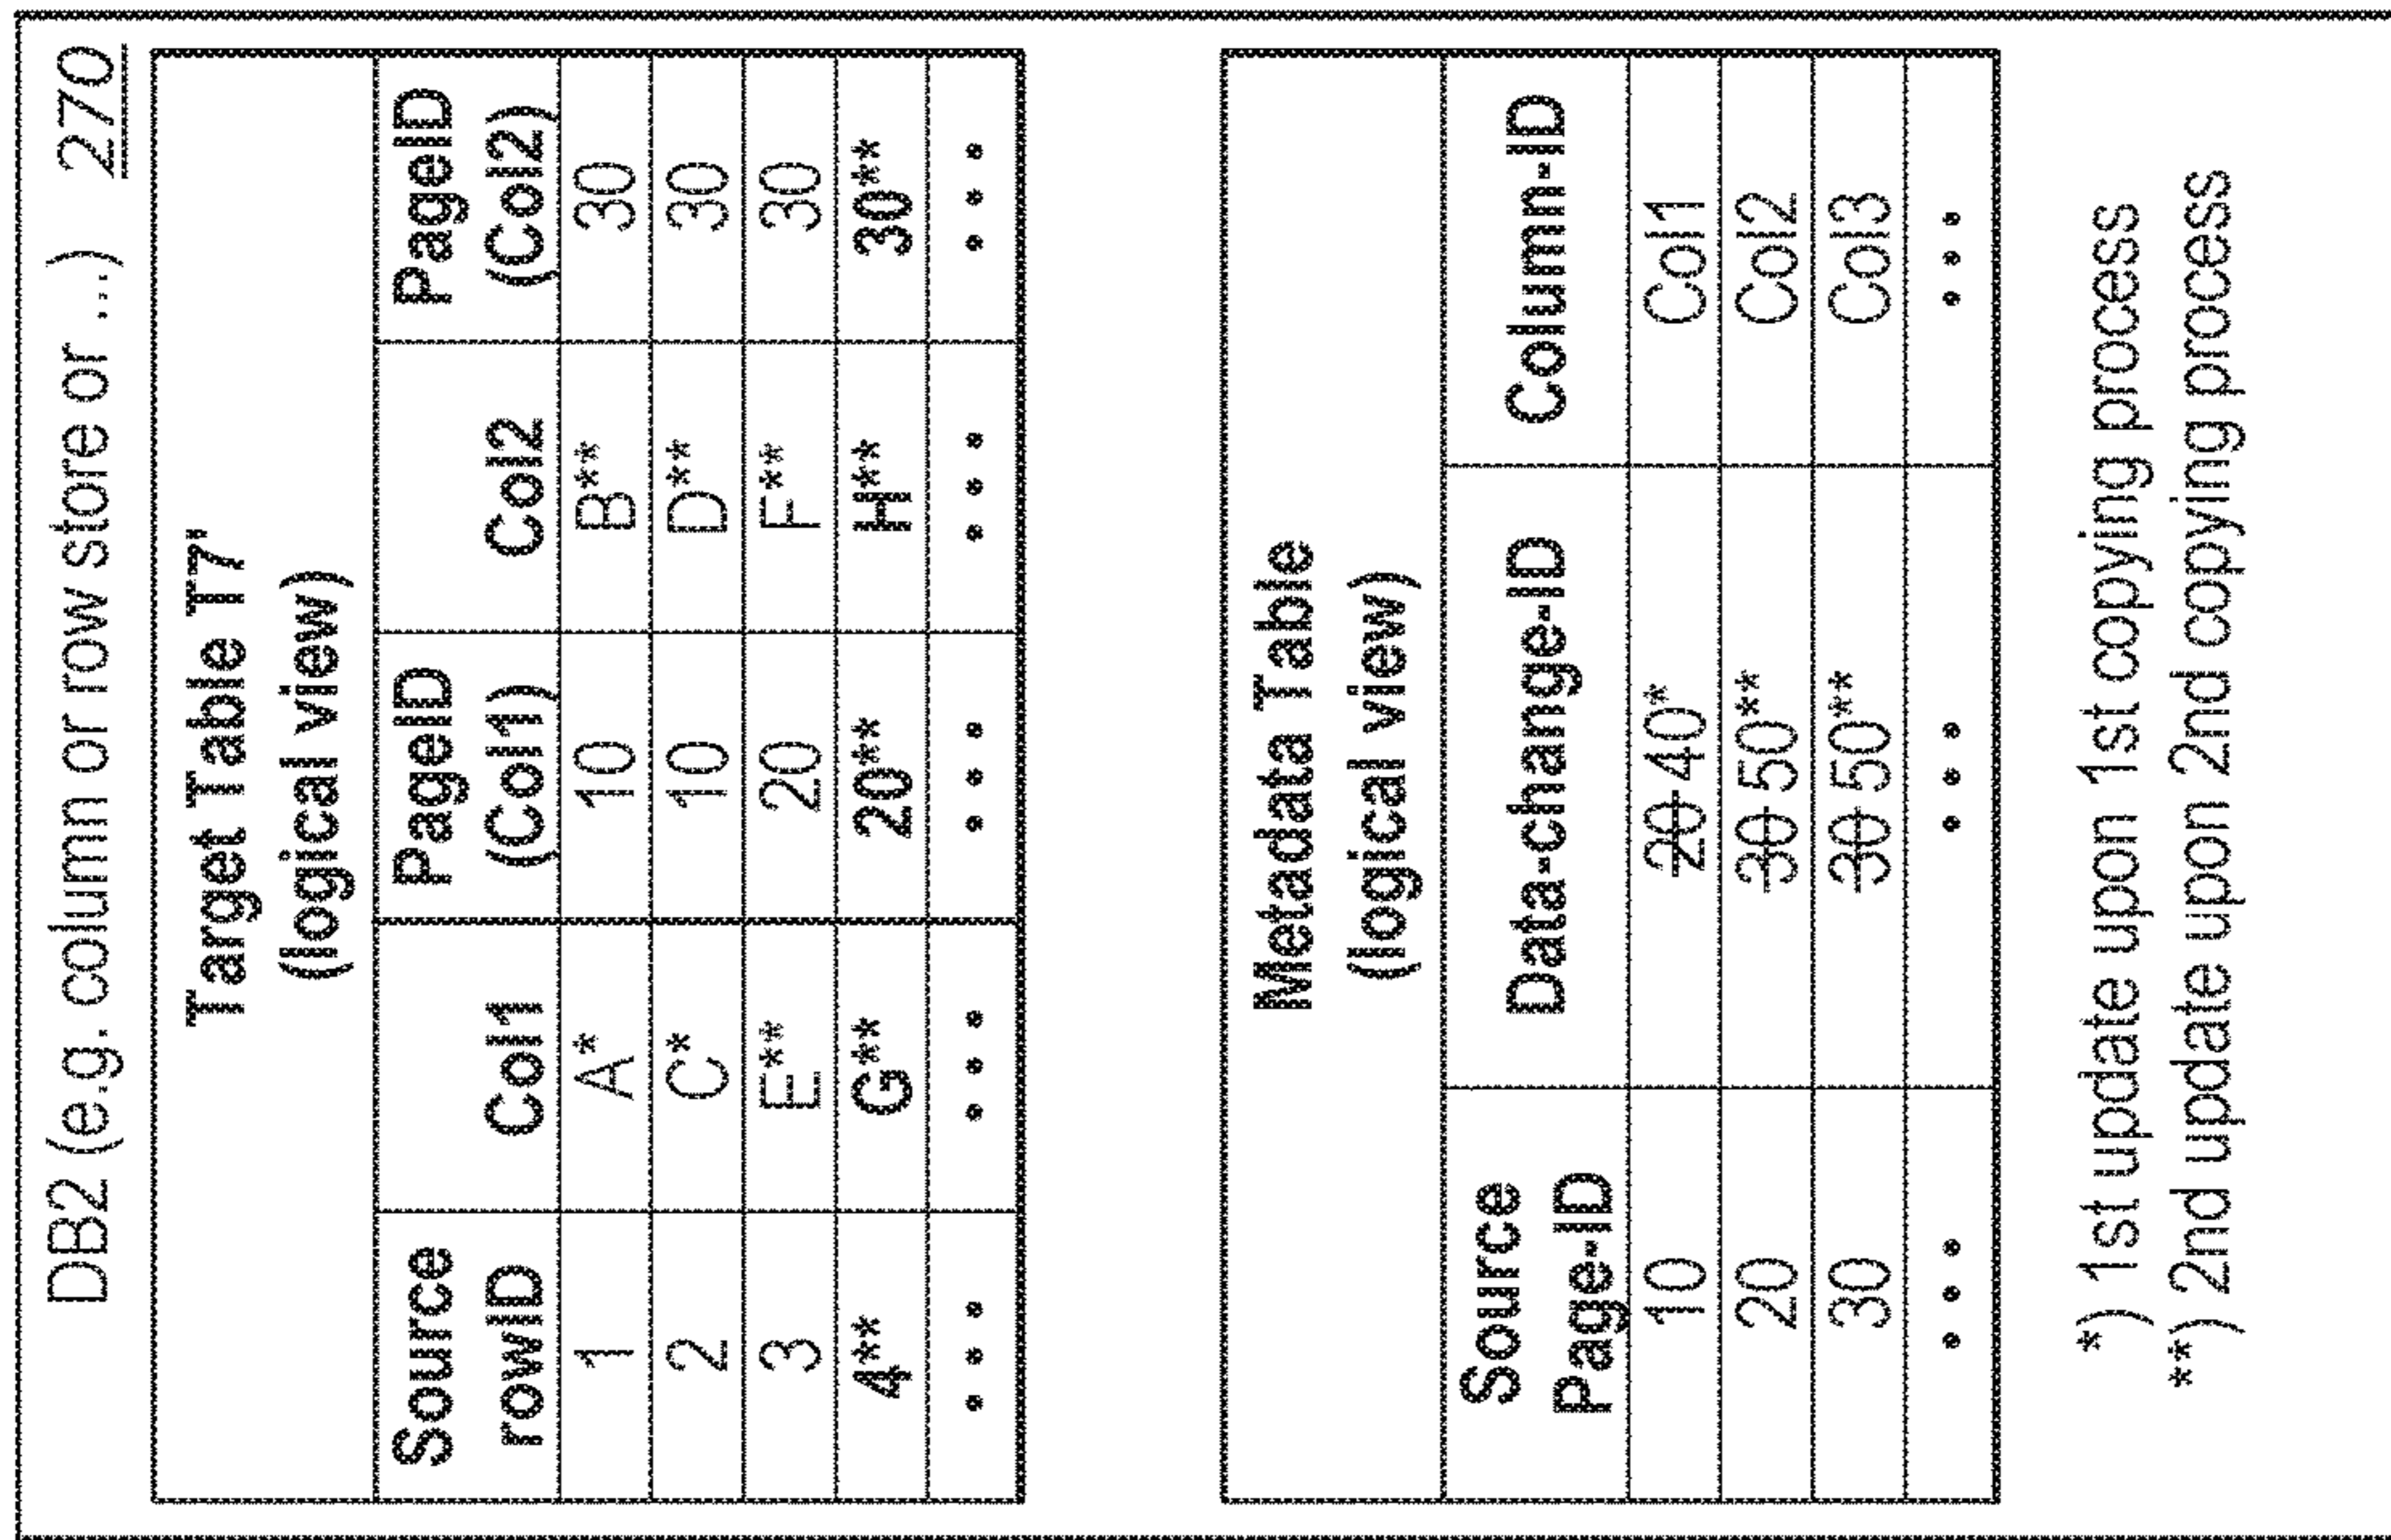 DB2 (e.g. column or row store or ...) 270
Target Table T7'
(logical view)
Source rowID Col1 PageID (Col1) Col2 PageID (Col2)
1 A* 10 B** 30
2 C* 10 D** 30
3 E** 20 F** 30
4** G** 20** H** 30**
... ... ... ... ...
Metadata Table
(logical view)
Source Page-ID Data-change-ID Column-ID
10 20 40* Col1
20 30 50** Col2
30 30 50** Col3
... ... ...
*) 1st update upon 1st copying process
**) 2nd update upon 2nd copying process